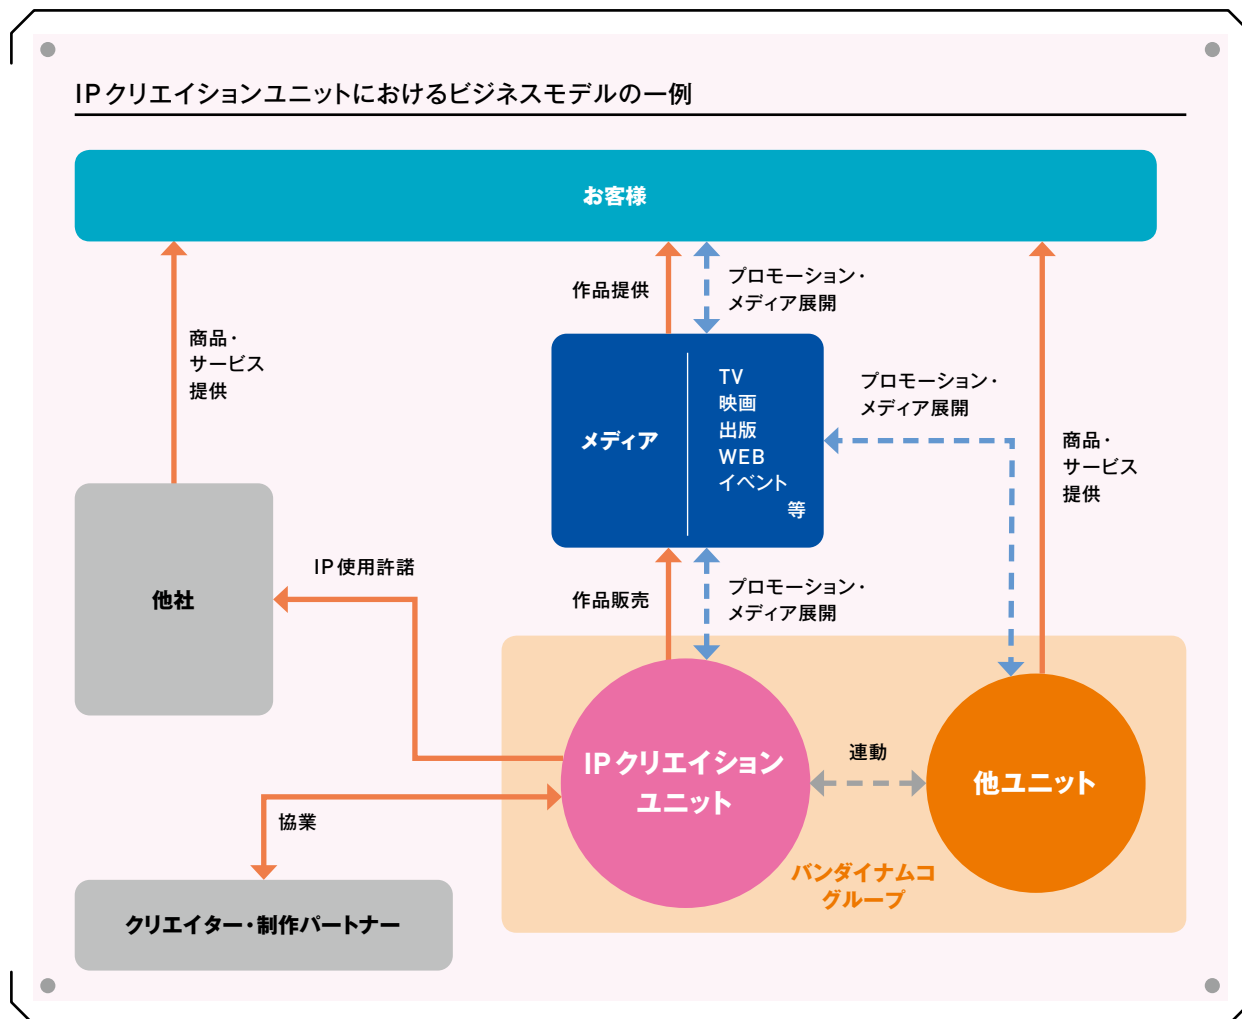 IPクリエイションユニットにおけるビジネスモデルの一例
お客様
作品提供
プロモーション・
メディア展開
商品・
サービス
提供
メディア
TV
映画
出版
WEB
イベント
等
プロモーション・
メディア展開
商品・
サービス
提供
他社
IP使用許諾
作品販売
プロモーション・
メディア展開
IPクリエイション
ユニット
連動
他ユニット
協業
バンダイナムコ
グループ
クリエイター・制作パートナー